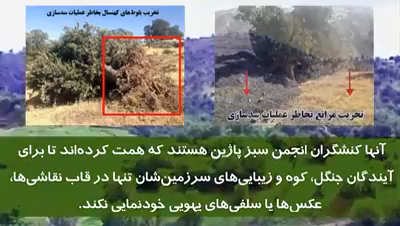 تخریب بلوط‌های کهنسال بخاطر عملیات سدسازی
تخریب مراتع بخاطر عملیات سدسازی
آنها کنشگران انجمن سبز پاژین هستند که همت کرده‌اند تا برای
آیندگان جنگل، کوه و زیبایی‌های سرزمین‌شان تنها در قاب نقاشی‌ها،
عکس‌ها یا سلفی‌های یهویی خودنمایی نکند.